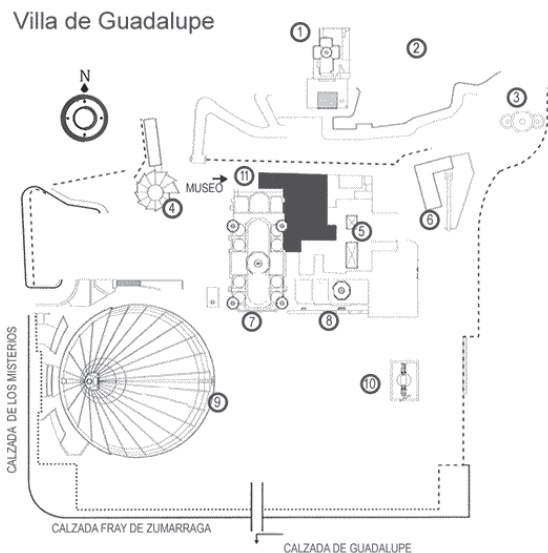 Villa de Guadalupe
1
2
N
3
11
MUSEO
4
6
5
7
8
10
9
CALZADA DE LOS MISTERIOS
CALZADA FRAY DE ZUMARRAGA
CALZADA DE GUADALUPE